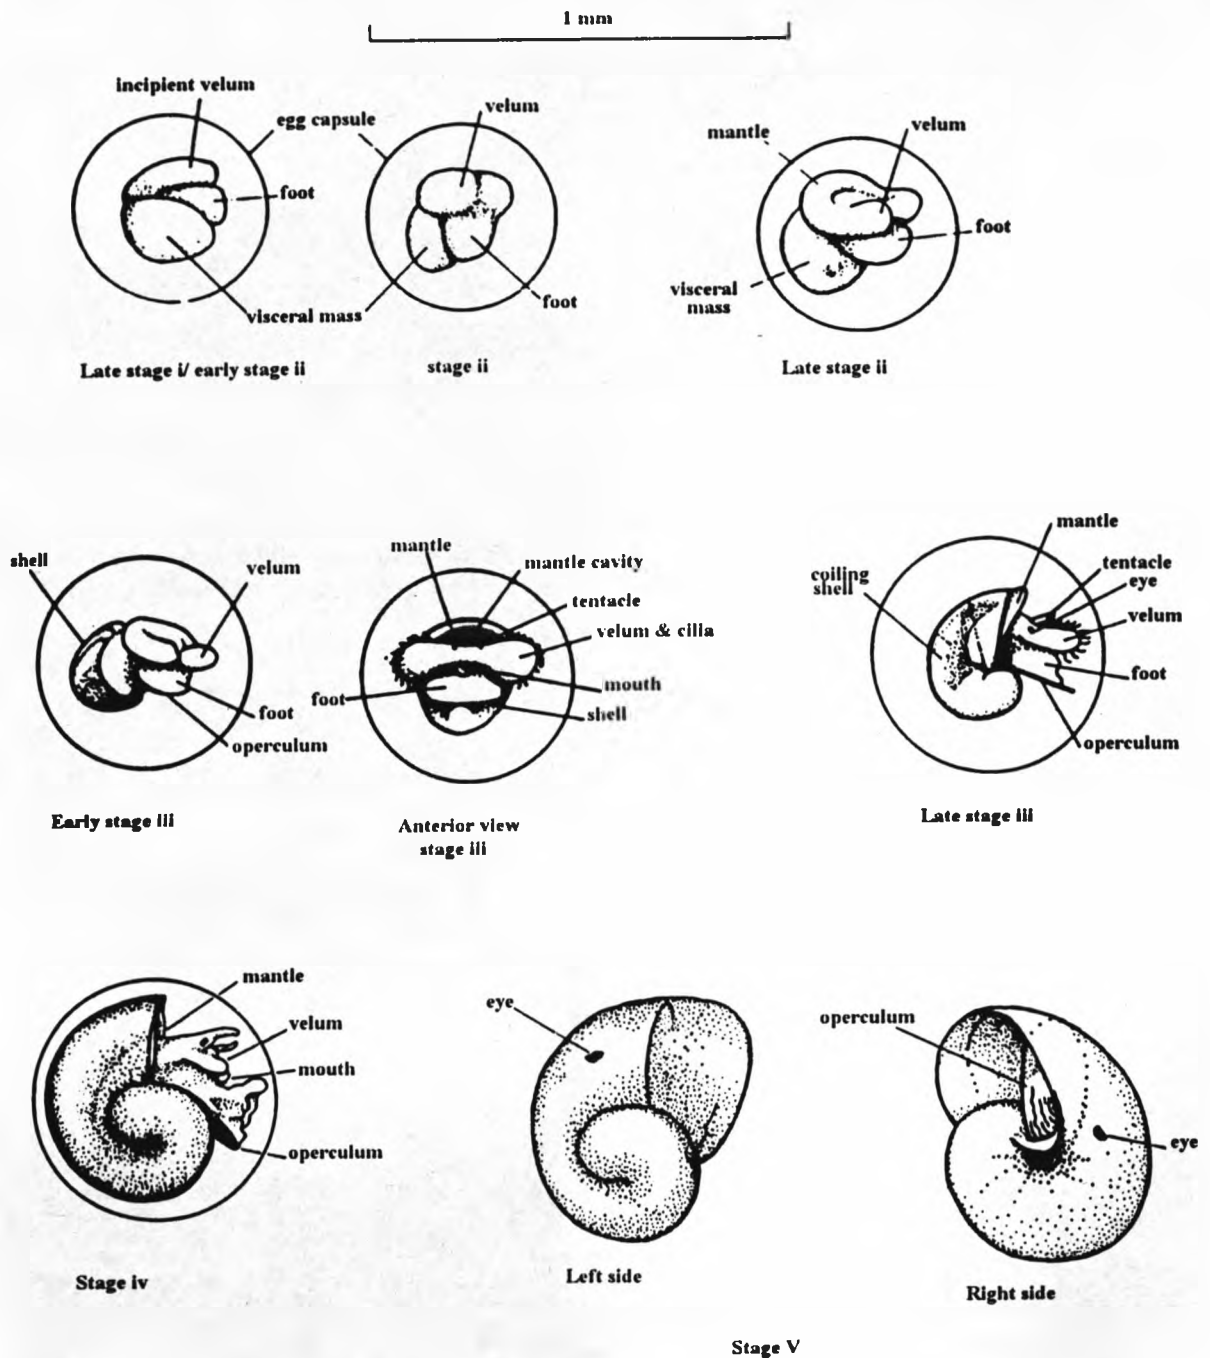 1 mm
incipient velum
egg capsule
velum
foot
visceral mass
foot
mantle
velum
foot
visceral
mass
Late stage i/ early stage ii
stage ii
Late stage ii
shell
velum
foot
operculum
mantle
mantle cavity
tentacle
velum & cilia
mouth
foot
shell
mantle
tentacle
eye
velum
foot
operculum
coiling
shell
Early stage iii
Anterior view
stage iii
Late stage iii
mantle
velum
mouth
operculum
eye
operculum
eye
Stage iv
Left side
Right side
Stage V